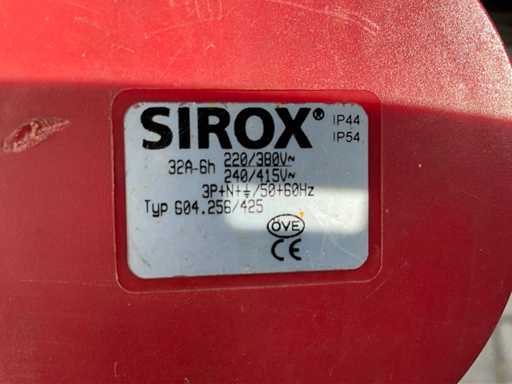 SIROX® IP44
IP54
32A-6h 220/380V~
240/415V~
3P+N+⏚/50+60Hz
Typ 604.256/425
ÖVE
CE